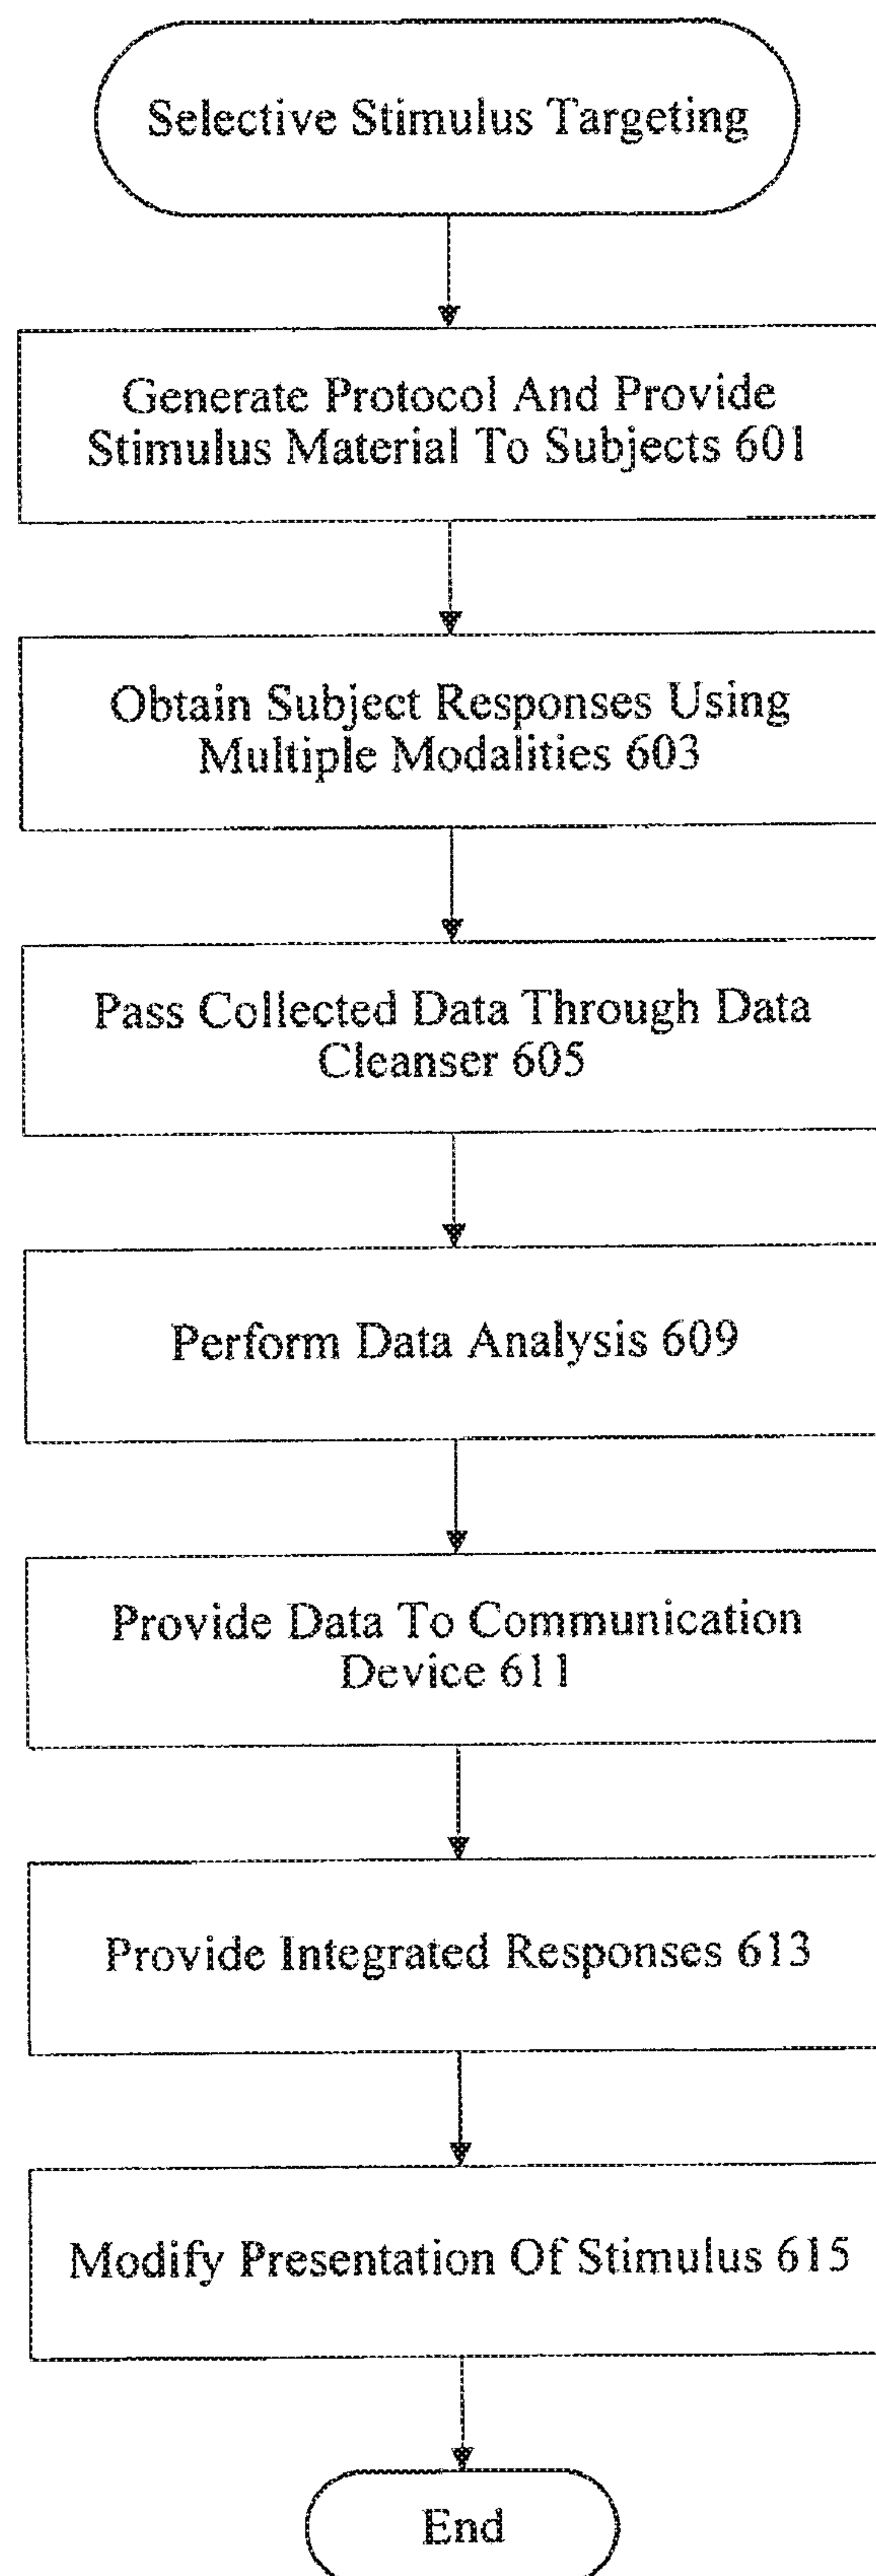 Selective Stimulus Targeting
Generate Protocol And Provide
Stimulus Material To Subjects 601
Obtain Subject Responses Using
Multiple Modalities 603
Pass Collected Data Through Data
Cleanser 605
Perform Data Analysis 609
Provide Data To Communication
Device 611
Provide Integrated Responses 613
Modify Presentation Of Stimulus 615
End